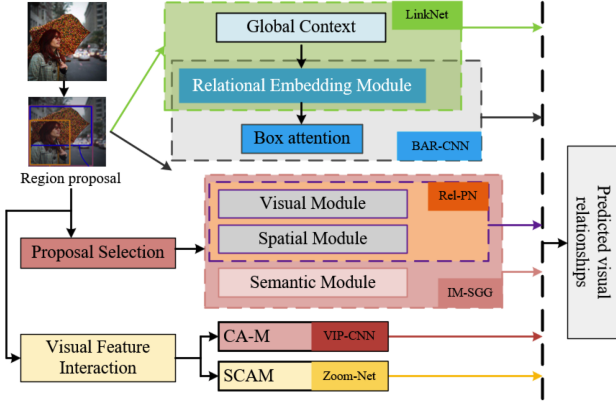 Global Context
LinkNet
Relational Embedding Module
Box attention
BAR-CNN
Region proposal
Visual Module
Rel-PN
Spatial Module
Proposal Selection
Semantic Module
IM-SGG
Predicted visual
relationships
Visual Feature
Interaction
CA-M
VIP-CNN
SCAM
Zoom-Net